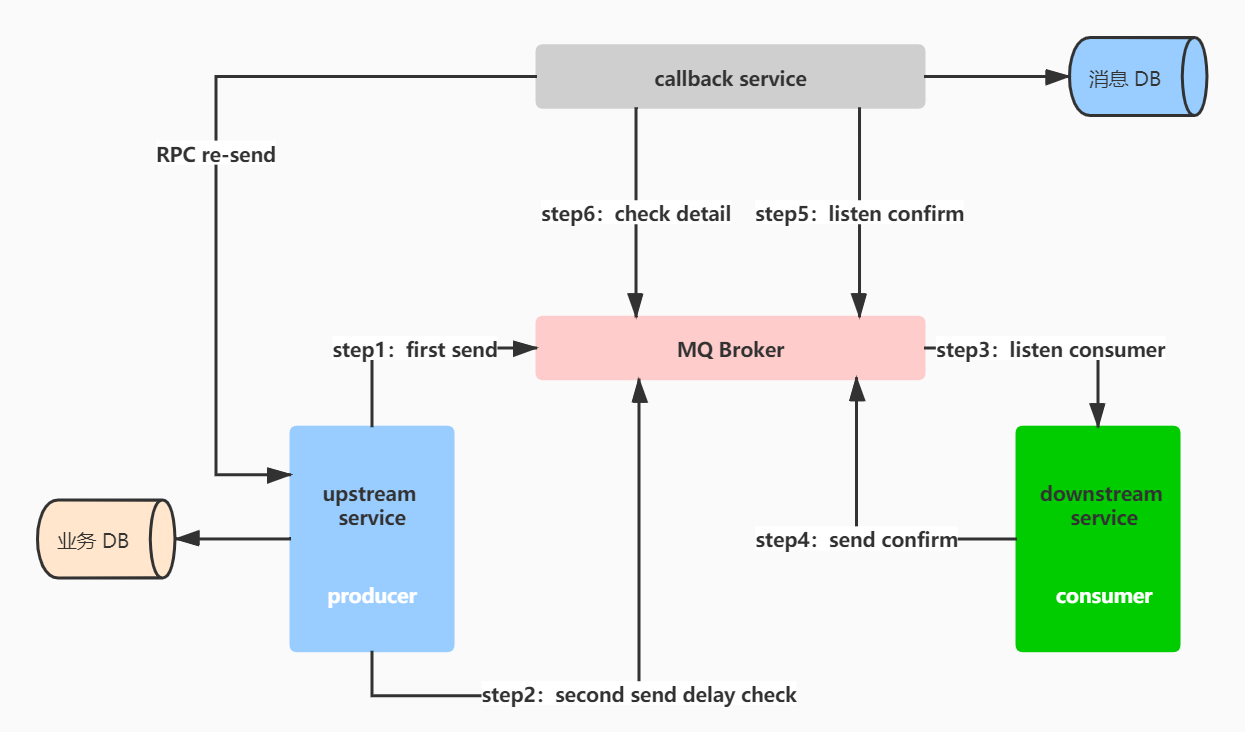 callback service
消息 DB
RPC re-send
step6：check detail
step5：listen confirm
step1：first send
MQ Broker
step3：listen consumer
upstream
service
producer
业务 DB
downstream
service
consumer
step4：send confirm
step2：second send delay check